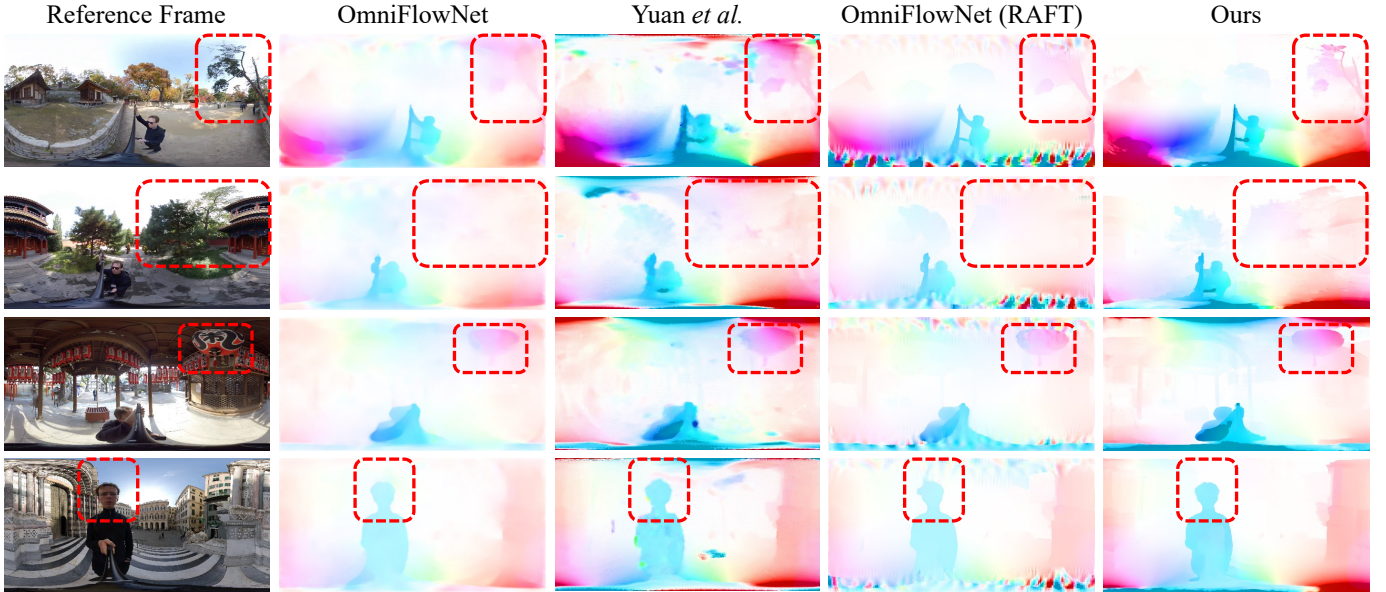 Reference Frame
OmniFlowNet
Yuan et al.
OmniFlowNet (RAFT)
Ours